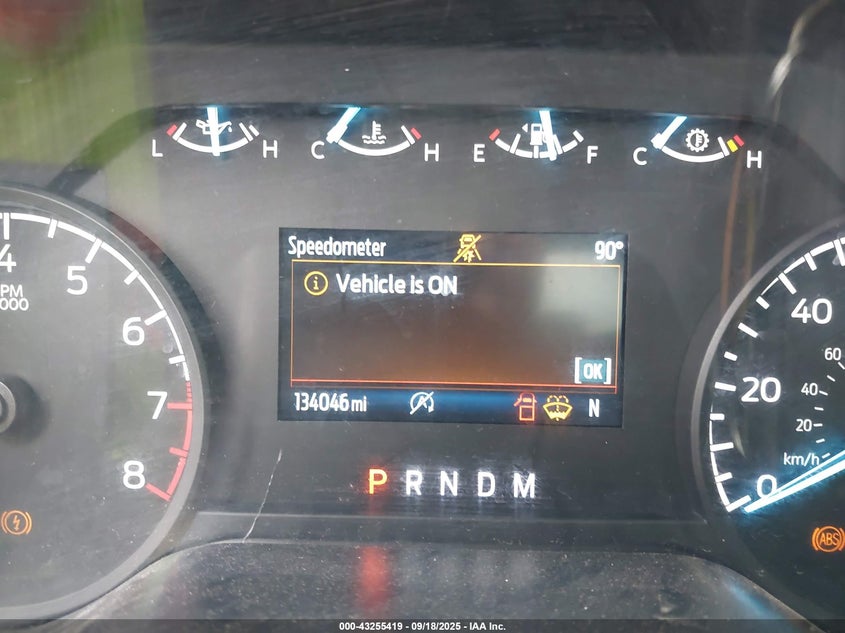 L H C H E F C H
Speedometer 90°
i Vehicle is ON
[OK]
134046 mi N
P R N D M
4
5
6
7
8
PM
000
40
20
0
60
40
20
km/h
ABS
000-43255419 - 09/18/2025 - IAA Inc.